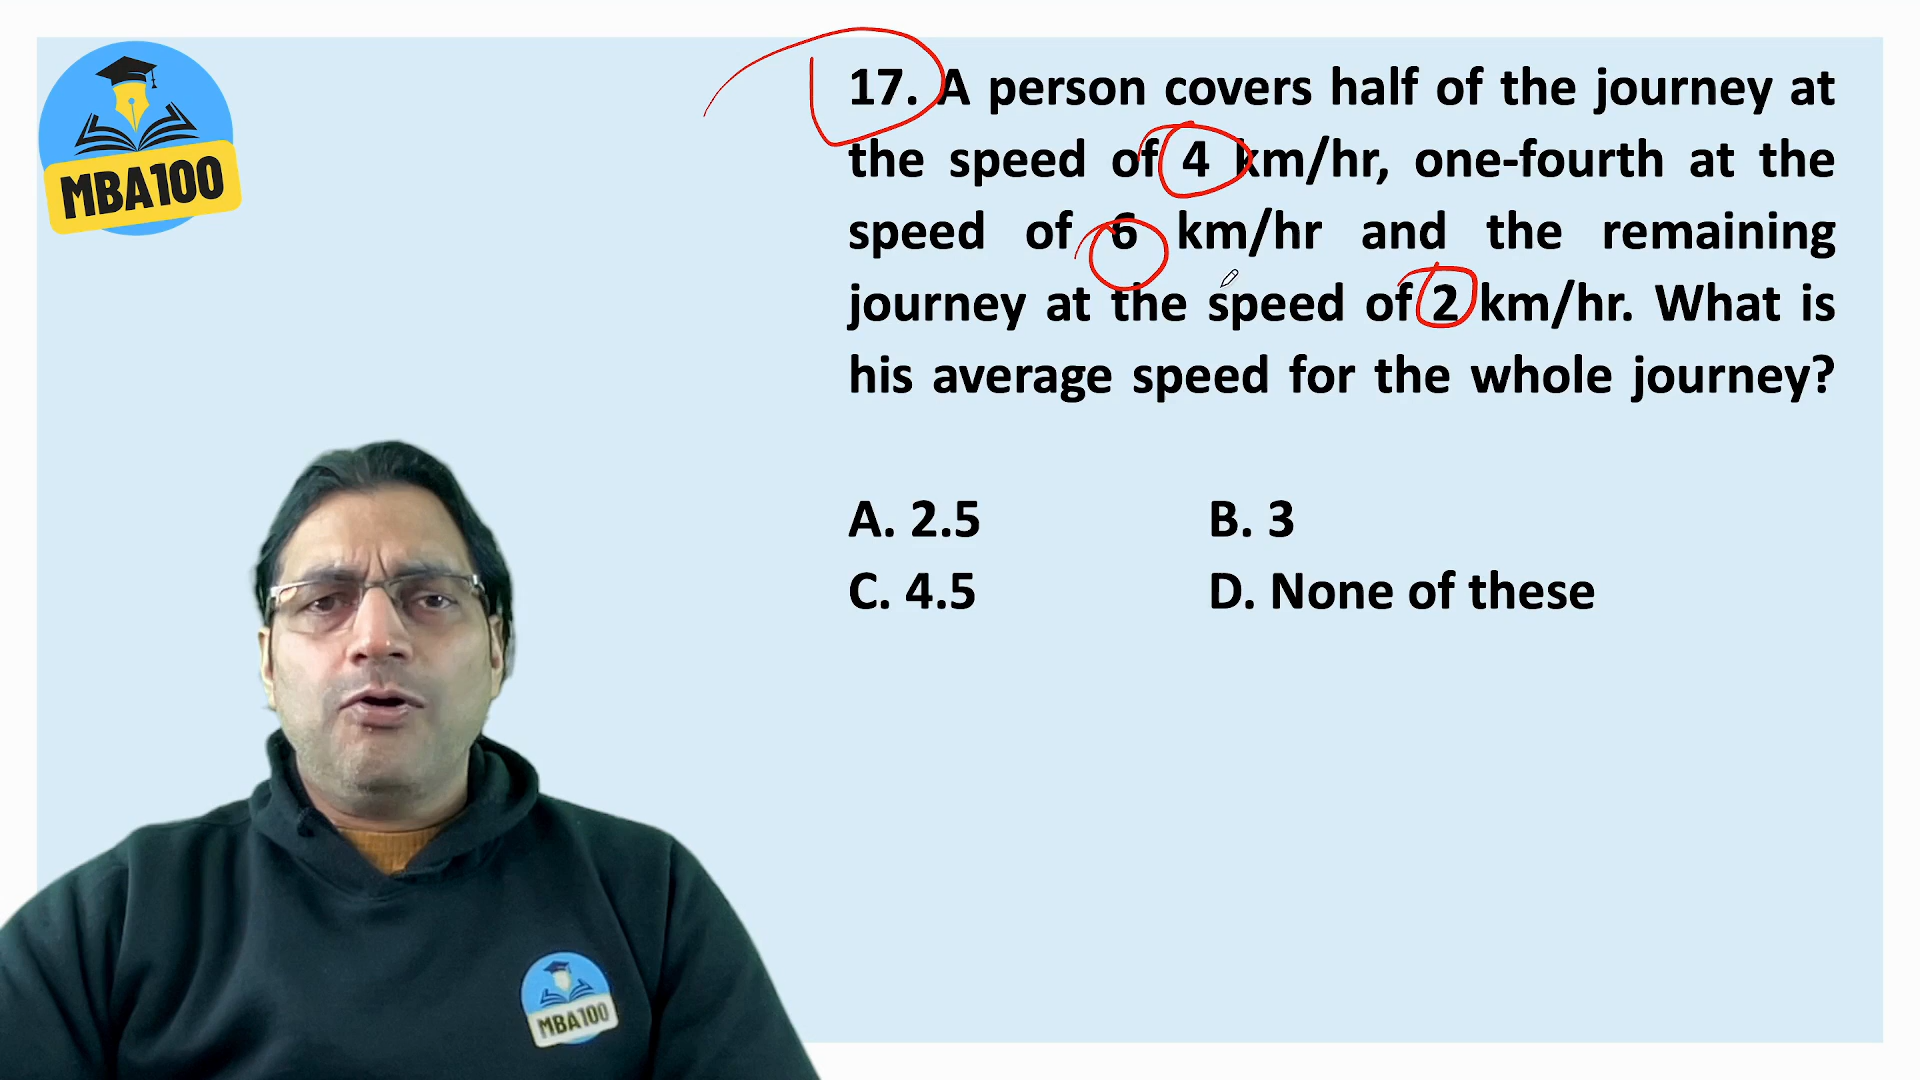 MBA100
17. A person covers half of the journey at
the speed of 4 km/hr, one-fourth at the
speed of 6 km/hr and the remaining
journey at the speed of 2 km/hr. What is
his average speed for the whole journey?
A. 2.5 B. 3
C. 4.5 D. None of these
MBA100